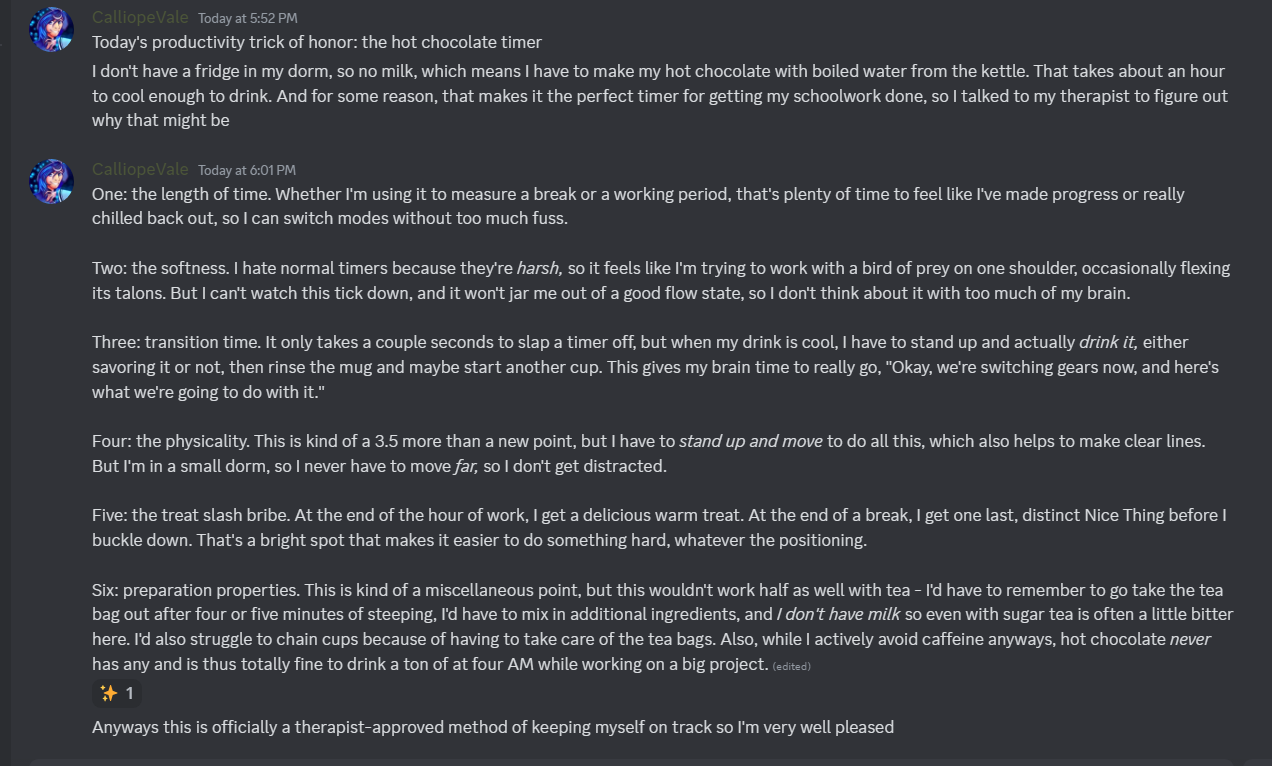 CalliopeVale Today at 5:52 PM
Today's productivity trick of honor: the hot chocolate timer
I don't have a fridge in my dorm, so no milk, which means I have to make my hot chocolate with boiled water from the kettle. That takes about an hour
to cool enough to drink. And for some reason, that makes it the perfect timer for getting my schoolwork done, so I talked to my therapist to figure out
why that might be
CalliopeVale Today at 6:01 PM
One: the length of time. Whether I'm using it to measure a break or a working period, that's plenty of time to feel like I've made progress or really
chilled back out, so I can switch modes without too much fuss.
Two: the softness. I hate normal timers because they're harsh, so it feels like I'm trying to work with a bird of prey on one shoulder, occasionally flexing
its talons. But I can't watch this tick down, and it won't jar me out of a good flow state, so I don't think about it with too much of my brain.
Three: transition time. It only takes a couple seconds to slap a timer off, but when my drink is cool, I have to stand up and actually drink it, either
savoring it or not, then rinse the mug and maybe start another cup. This gives my brain time to really go, "Okay, we're switching gears now, and here's
what we're going to do with it."
Four: the physicality. This is kind of a 3.5 more than a new point, but I have to stand up and move to do all this, which also helps to make clear lines.
But I'm in a small dorm, so I never have to move far, so I don't get distracted.
Five: the treat slash bribe. At the end of the hour of work, I get a delicious warm treat. At the end of a break, I get one last, distinct Nice Thing before I
buckle down. That's a bright spot that makes it easier to do something hard, whatever the positioning.
Six: preparation properties. This is kind of a miscellaneous point, but this wouldn't work half as well with tea - I'd have to remember to go take the tea
bag out after four or five minutes of steeping, I'd have to mix in additional ingredients, and I don't have milk so even with sugar tea is often a little bitter
here. I'd also struggle to chain cups because of having to take care of the tea bags. Also, while I actively avoid caffeine anyways, hot chocolate never
has any and is thus totally fine to drink a ton of at four AM while working on a big project. (edited)
✨ 1
Anyways this is officially a therapist-approved method of keeping myself on track so I'm very well pleased